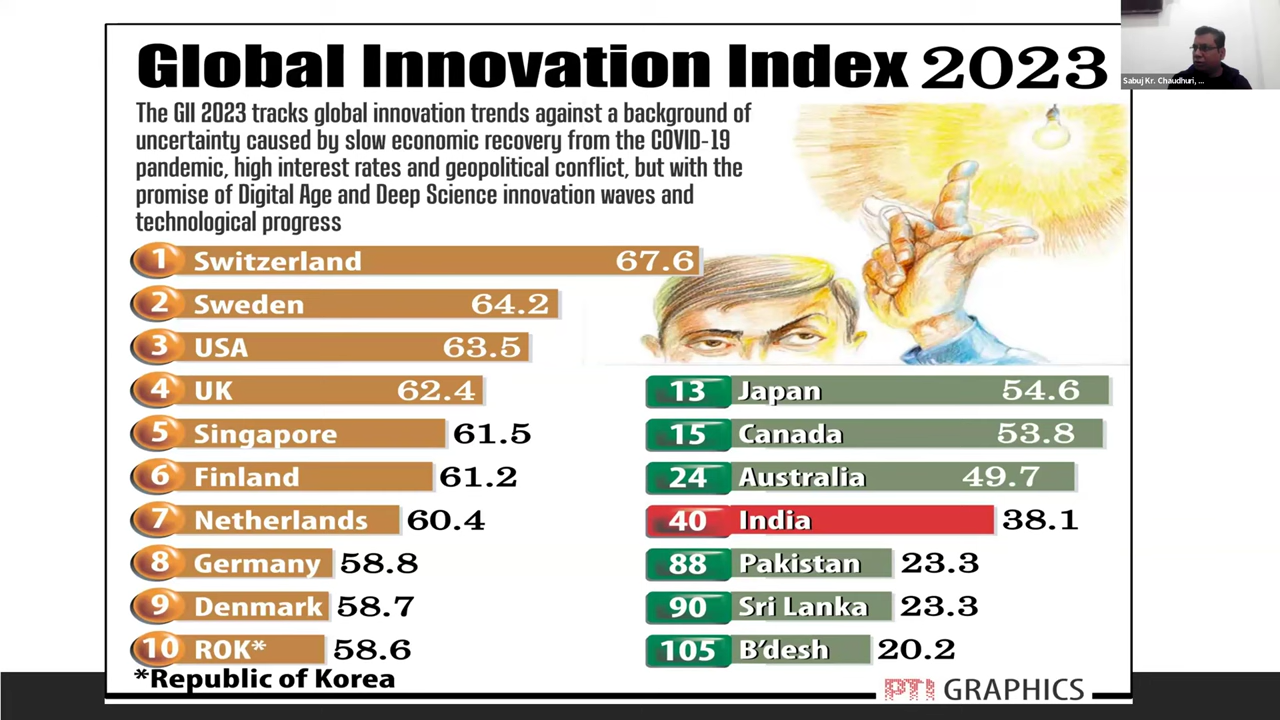 Global Innovation Index 2023
Sabuj Kr. Chaudhuri, ...
The GII 2023 tracks global innovation trends against a background of
uncertainty caused by slow economic recovery from the COVID-19
pandemic, high interest rates and geopolitical conflict, but with the
promise of Digital Age and Deep Science innovation waves and
technological progress
1 Switzerland 67.6
2 Sweden 64.2
3 USA 63.5
4 UK 62.4
5 Singapore 61.5
6 Finland 61.2
7 Netherlands 60.4
8 Germany 58.8
9 Denmark 58.7
10 ROK* 58.6
*Republic of Korea
13 Japan 54.6
15 Canada 53.8
24 Australia 49.7
40 India 38.1
88 Pakistan 23.3
90 Sri Lanka 23.3
105 B'desh 20.2
PTI GRAPHICS